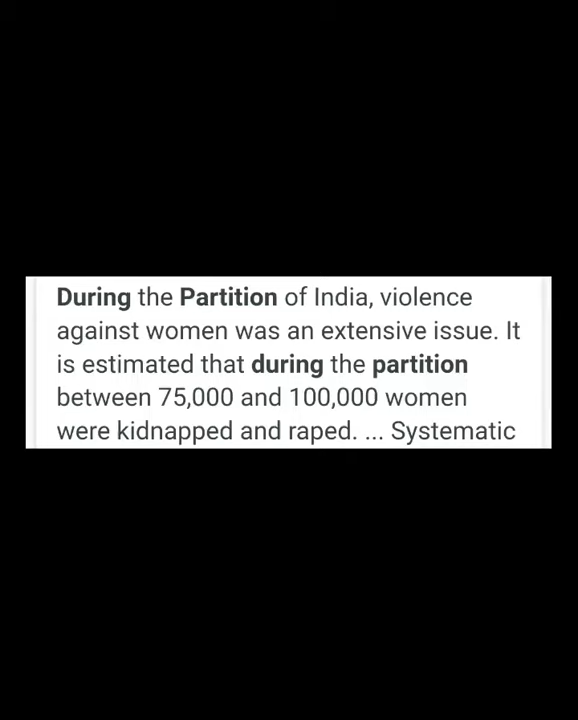 During the Partition of India, violence
against women was an extensive issue. It
is estimated that during the partition
between 75,000 and 100,000 women
were kidnapped and raped. ... Systematic